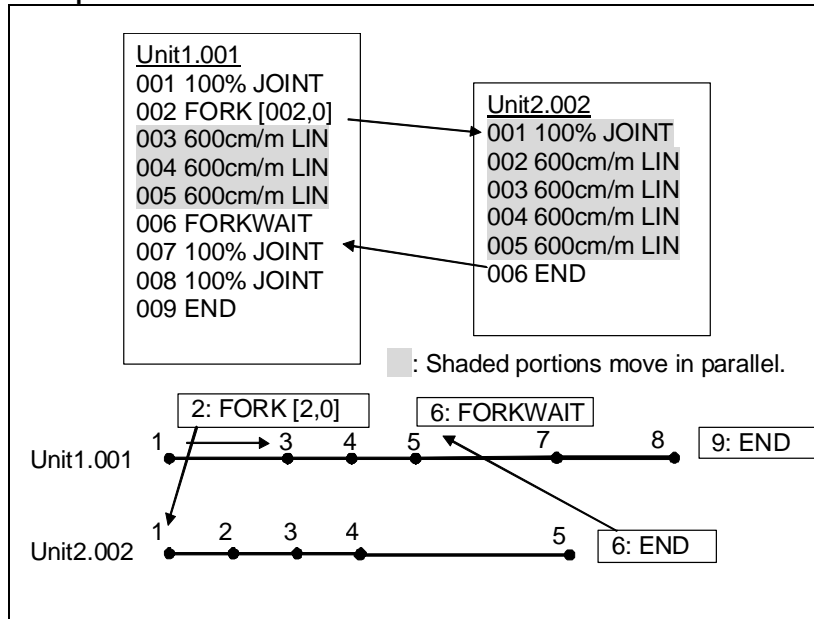 Unit1.001
001 100% JOINT
002 FORK [002,0]
003 600cm/m LIN
004 600cm/m LIN
005 600cm/m LIN
006 FORKWAIT
007 100% JOINT
008 100% JOINT
009 END
Unit2.002
001 100% JOINT
002 600cm/m LIN
003 600cm/m LIN
004 600cm/m LIN
005 600cm/m LIN
006 END
: Shaded portions move in parallel.
2: FORK [2,0]
6: FORKWAIT
1 3 4 5 7 8
Unit1.001
9: END
1 2 3 4 5
Unit2.002
6: END